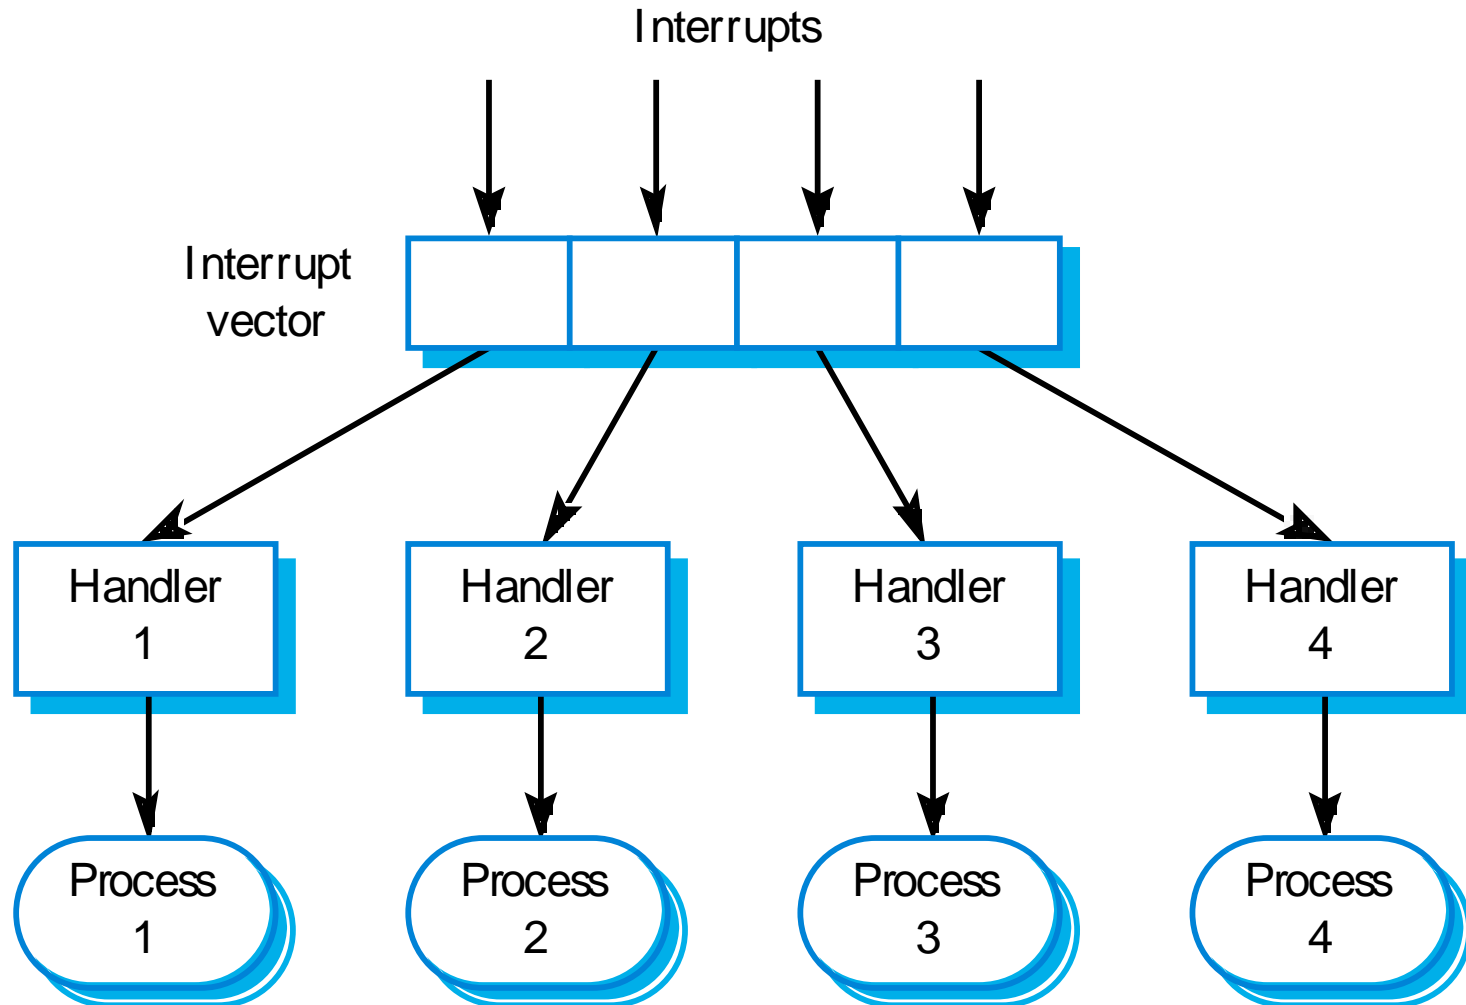 Interrupts
Interrupt
vector
Handler
1
Handler
2
Handler
3
Handler
4
Process
1
Process
2
Process
3
Process
4